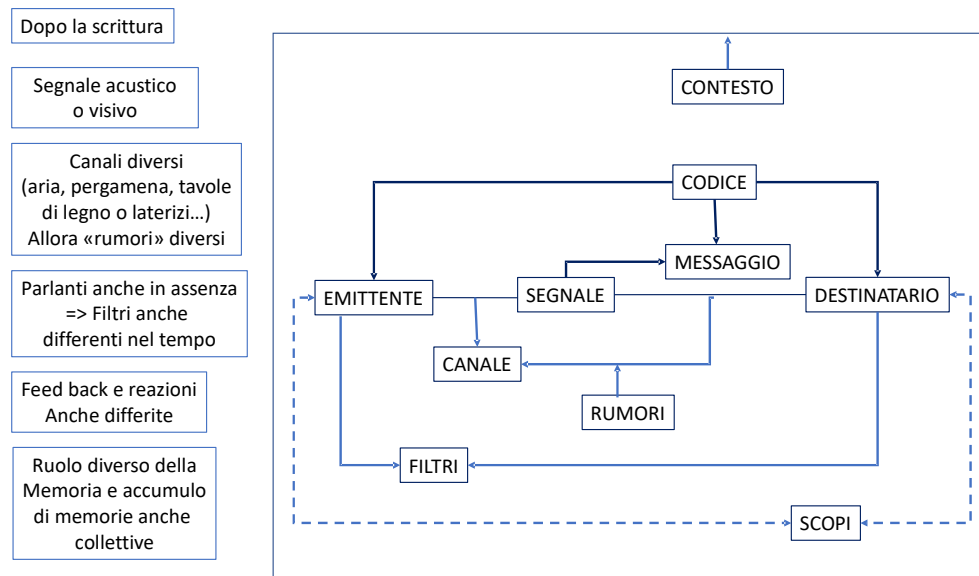 Dopo la scrittura
Segnale acustico
o visivo
Canali diversi
(aria, pergamena, tavole
di legno o laterizi…)
Allora «rumori» diversi
Parlanti anche in assenza
=> Filtri anche
differenti nel tempo
Feed back e reazioni
Anche differite
Ruolo diverso della
Memoria e accumulo
di memorie anche
collettive
CONTESTO
CODICE
MESSAGGIO
EMITTENTE
SEGNALE
DESTINATARIO
CANALE
RUMORI
FILTRI
SCOPI